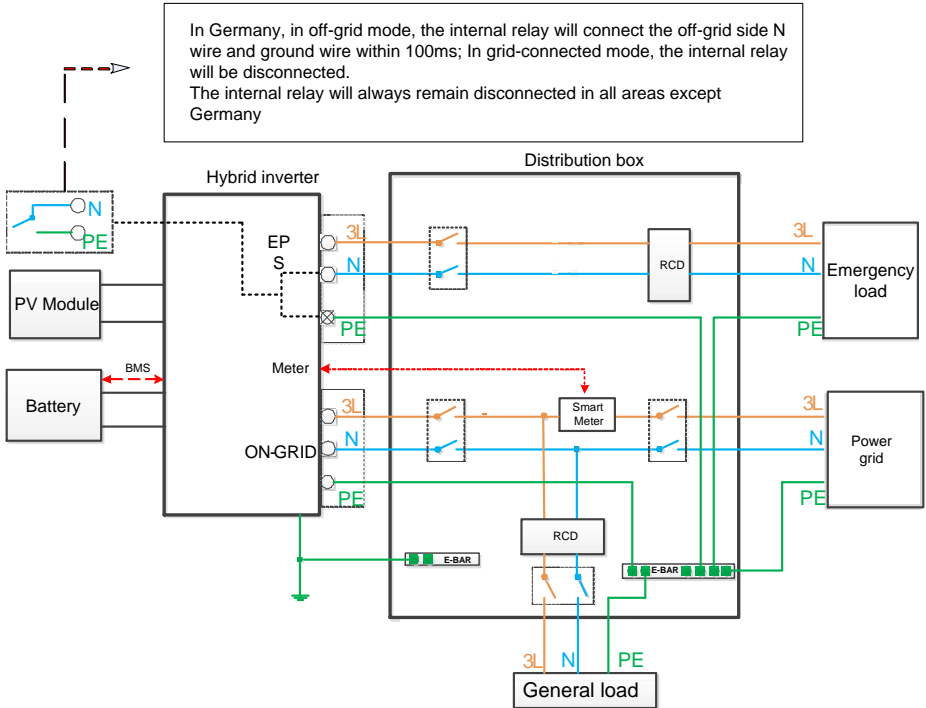 In Germany, in off-grid mode, the internal relay will connect the off-grid side N
wire and ground wire within 100ms; In grid-connected mode, the internal relay
will be disconnected.
The internal relay will always remain disconnected in all areas except
Germany
Distribution box
Hybrid inverter
N
PE
EP
S
3L
N
PE
RCD
3L
N
PE
Emergency
load
PV Module
BMS
Battery
Meter
ON-GRID
3L
N
PE
Smart
Meter
3L
N
PE
Power
grid
RCD
E-BAR
E-BAR
3L
N
PE
General load